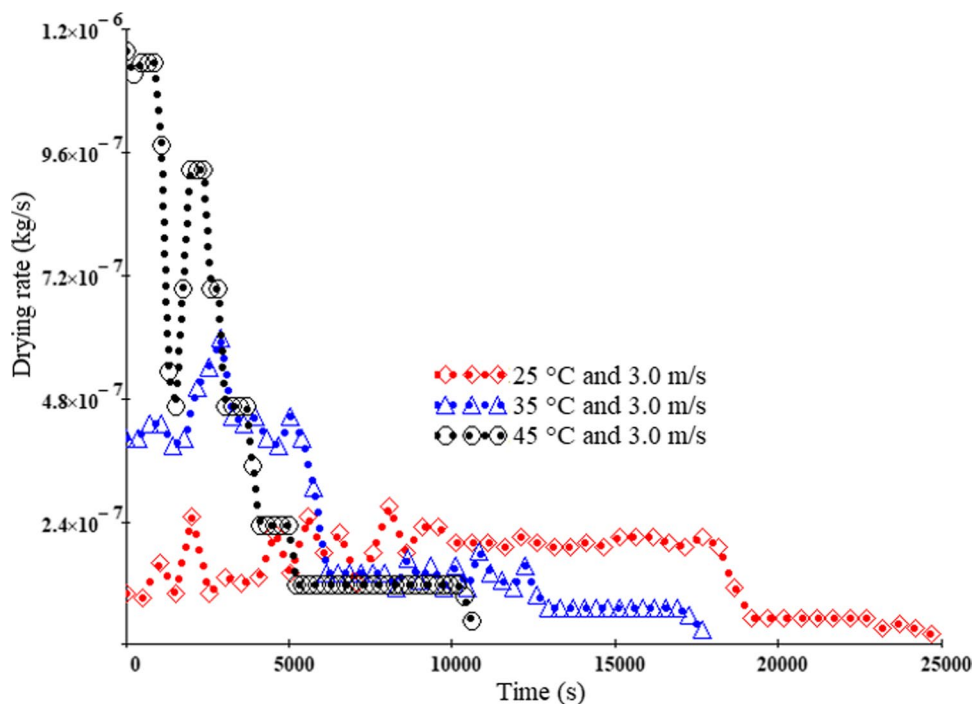 1.2×10⁻⁶
9.6×10⁻⁷
7.2×10⁻⁷
4.8×10⁻⁷
2.4×10⁻⁷
Drying rate (kg/s)
25 °C and 3.0 m/s
35 °C and 3.0 m/s
45 °C and 3.0 m/s
0 5000 10000 15000 20000 25000
Time (s)